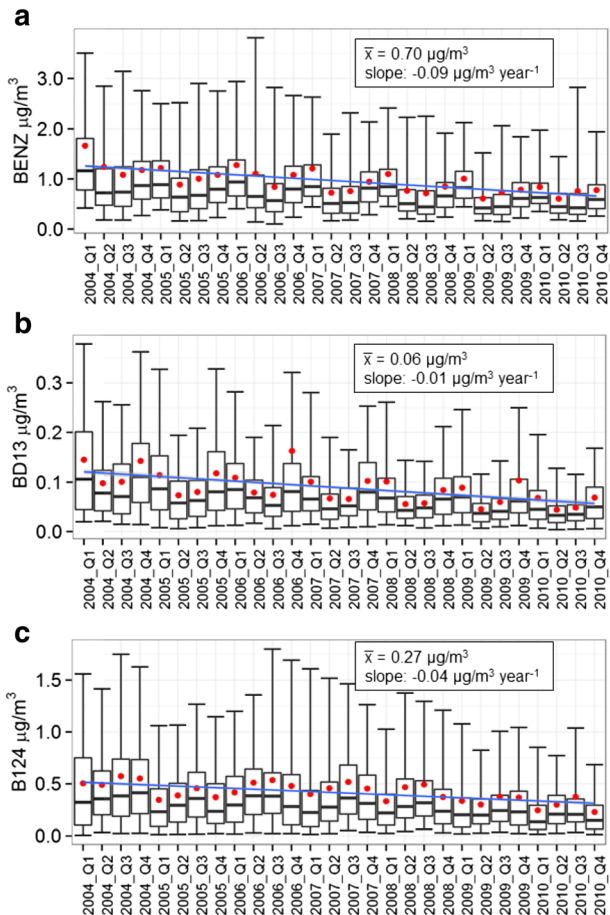 a
x̅ = 0.70 µg/m³
slope: -0.09 µg/m³ year⁻¹
BENZ µg/m³
3.0
2.0
1.0
0.0
2004_Q1
2004_Q2
2004_Q3
2004_Q4
2005_Q1
2005_Q2
2005_Q3
2005_Q4
2006_Q1
2006_Q2
2006_Q3
2006_Q4
2007_Q1
2007_Q2
2007_Q3
2007_Q4
2008_Q1
2008_Q2
2008_Q3
2008_Q4
2009_Q1
2009_Q2
2009_Q3
2009_Q4
2010_Q1
2010_Q2
2010_Q3
2010_Q4
b
x̅ = 0.06 µg/m³
slope: -0.01 µg/m³ year⁻¹
BD13 µg/m³
0.3
0.2
0.1
0.0
2004_Q1
2004_Q2
2004_Q3
2004_Q4
2005_Q1
2005_Q2
2005_Q3
2005_Q4
2006_Q1
2006_Q2
2006_Q3
2006_Q4
2007_Q1
2007_Q2
2007_Q3
2007_Q4
2008_Q1
2008_Q2
2008_Q3
2008_Q4
2009_Q1
2009_Q2
2009_Q3
2009_Q4
2010_Q1
2010_Q2
2010_Q3
2010_Q4
c
x̅ = 0.27 µg/m³
slope: -0.04 µg/m³ year⁻¹
B124 µg/m³
1.5
1.0
0.5
0.0
2004_Q1
2004_Q2
2004_Q3
2004_Q4
2005_Q1
2005_Q2
2005_Q3
2005_Q4
2006_Q1
2006_Q2
2006_Q3
2006_Q4
2007_Q1
2007_Q2
2007_Q3
2007_Q4
2008_Q1
2008_Q2
2008_Q3
2008_Q4
2009_Q1
2009_Q2
2009_Q3
2009_Q4
2010_Q1
2010_Q2
2010_Q3
2010_Q4